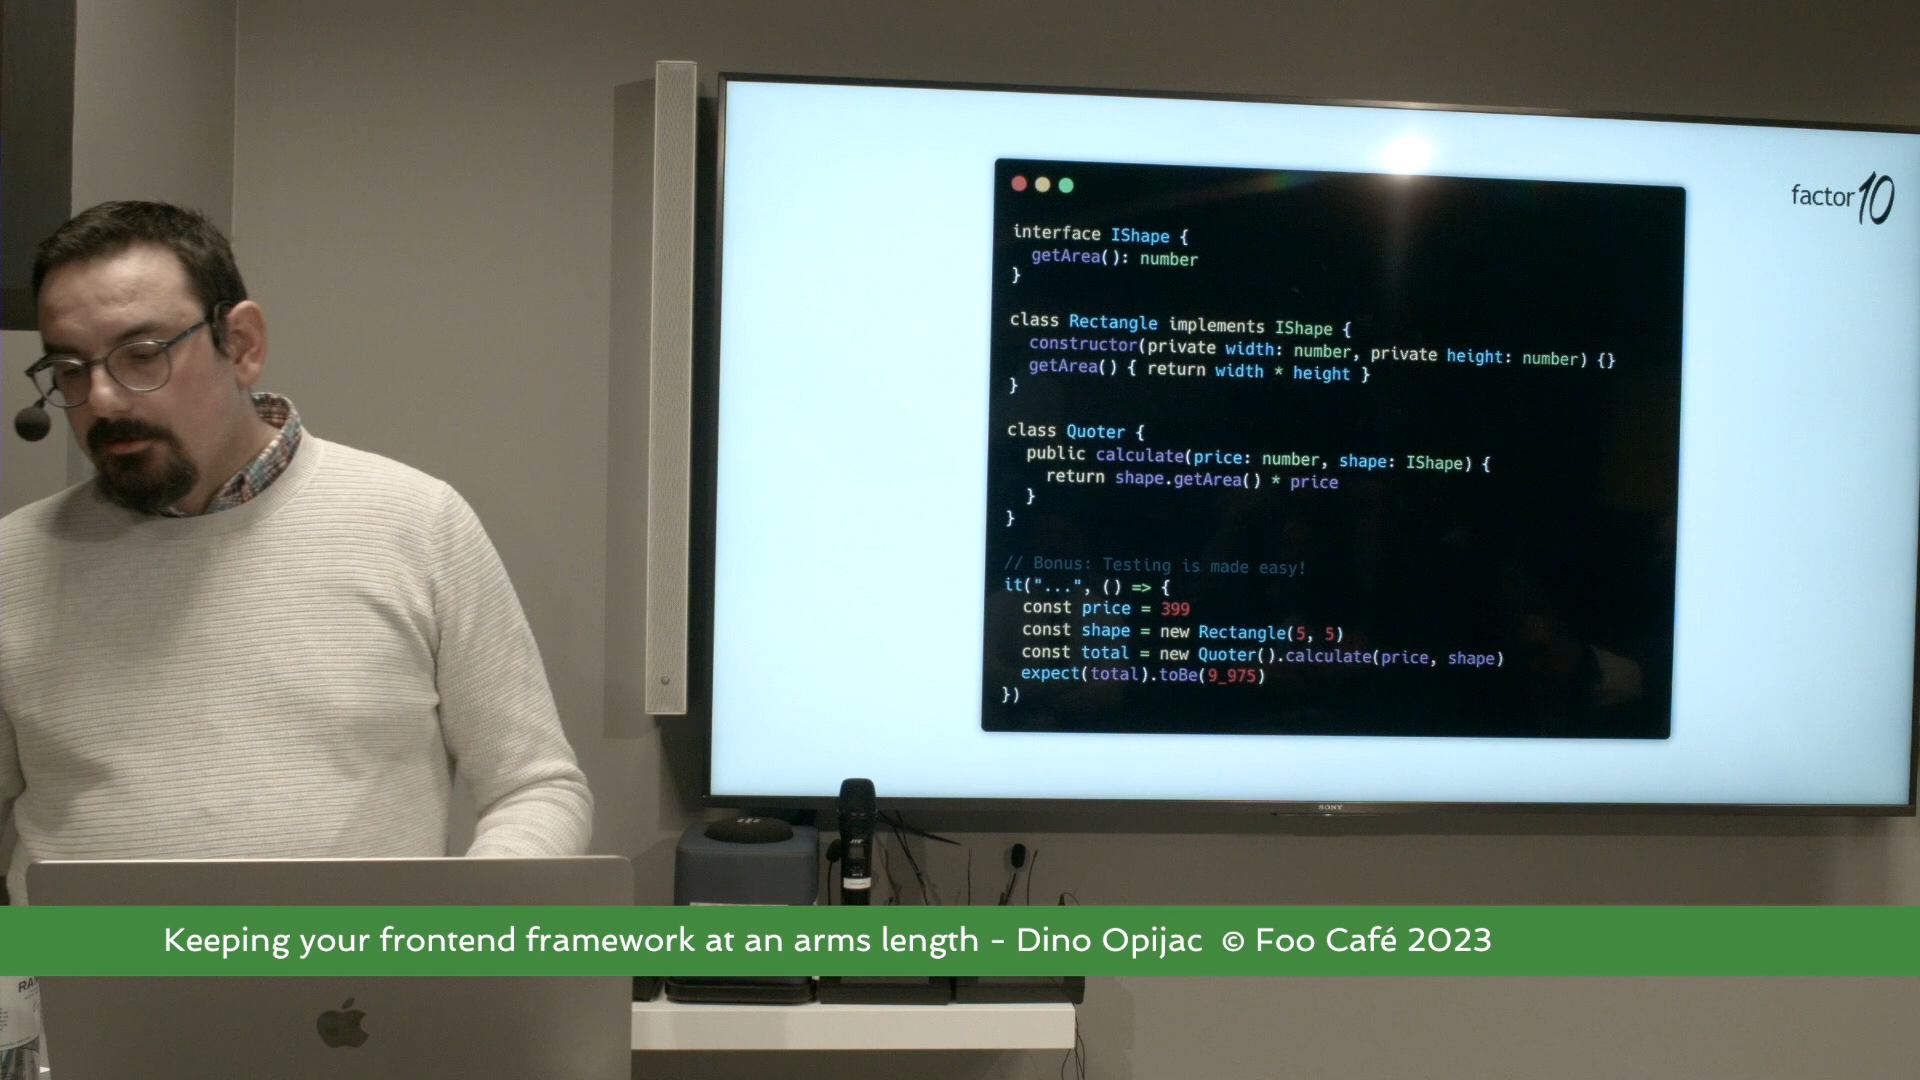 factor10
interface IShape {
getArea(): number
}
class Rectangle implements IShape {
constructor(private width: number, private height: number) {}
getArea() { return width * height }
}
class Quoter {
public calculate(price: number, shape: IShape) {
return shape.getArea() * price
}
}
// Bonus: Testing is made easy!
it("...", () => {
const price = 399
const shape = new Rectangle(5, 5)
const total = new Quoter().calculate(price, shape)
expect(total).toBe(9_975)
})
SONY
Keeping your frontend framework at an arms length - Dino Opijac © Foo Café 2023